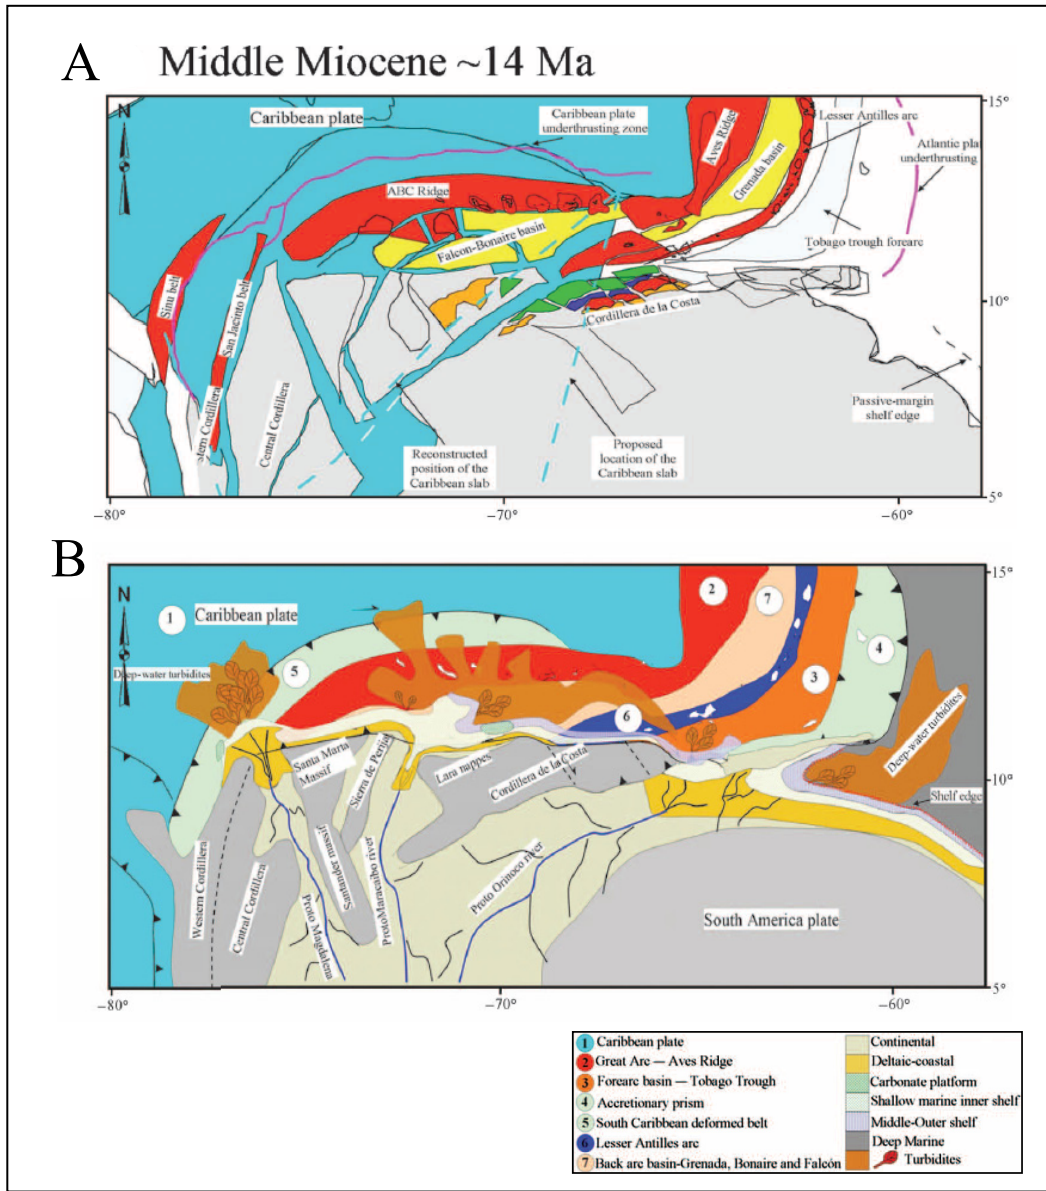 A
Middle Miocene ~14 Ma
N
Caribbean plate
Caribbean plate
underthrusting zone
Aves Ridge
Lesser Antilles arc
15°
Atlantic pla
underthrusting
Grenada basin
ABC Ridge
Falcon-Bonaire basin
Tobago trough forearc
Sinu belt
San Jacinto belt
10°
Cordillera de la Costa
stern Cordillera
Central Cordillera
Passive-margin
shelf edge
Reconstructed
position of the
Caribbean slab
Proposed
location of the
Caribbean slab
5°
−80°
−70°
−60°
B
15°
N
1
Caribbean plate
2
7
Deep-water turbidites
5
4
3
6
Deep-water turbidites
Santa Marta
Massif
Sierra de Perija
Lara nappes
Cordillera de la Costa
10°
Shelf edge
Western Cordillera
Central Cordillera
Proto Magdalena
Santander massif
ProtoMaracaibo river
Proto Orinoco river
South America plate
5°
−80°
−70°
−60°
1 Caribbean plate
2 Great Arc — Aves Ridge
3 Forearc basin — Tobago Trough
4 Accretionary prism
5 South Caribbean deformed belt
6 Lesser Antilles arc
7 Back arc basin-Grenada, Bonaire and Falcón
Continental
Deltaic-coastal
Carbonate platform
Shallow marine inner shelf
Middle-Outer shelf
Deep Marine
Turbidites